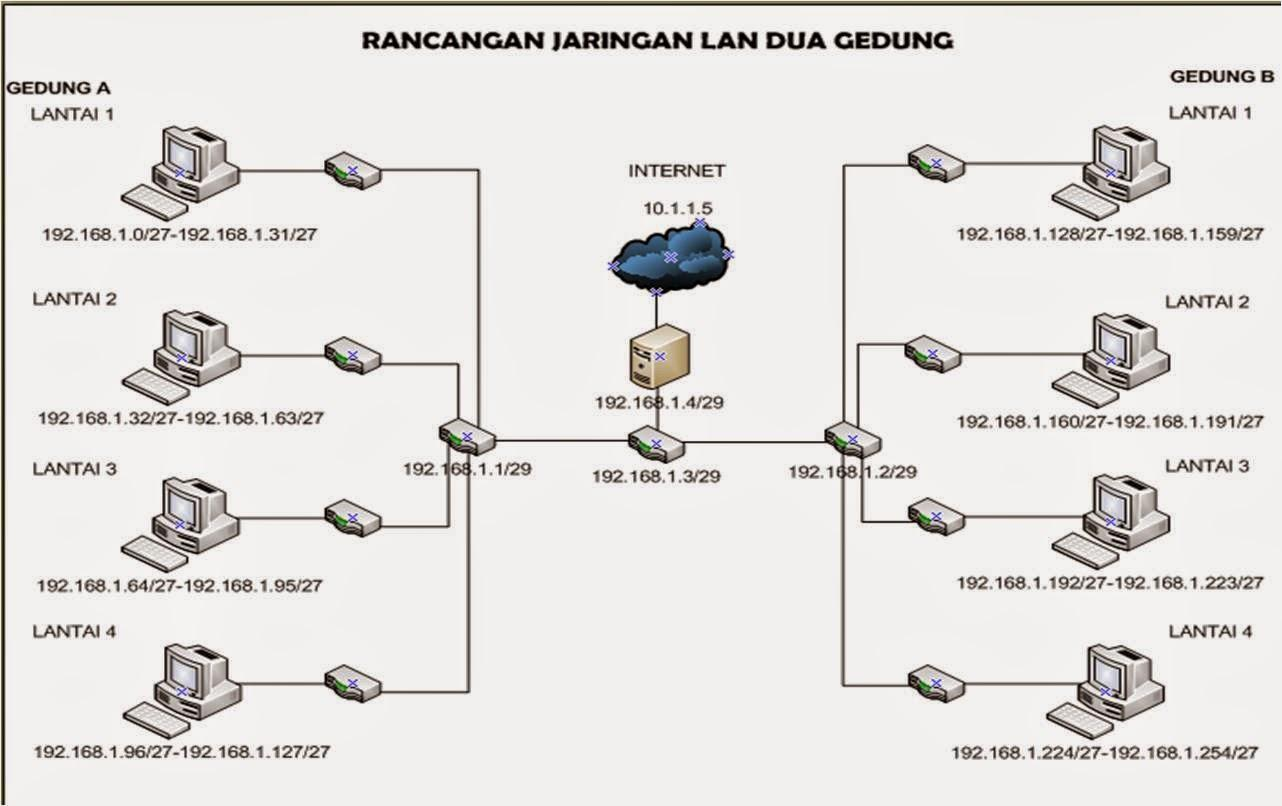 RANCANGAN JARINGAN LAN DUA GEDUNG
GEDUNG A
LANTAI 1
192.168.1.0/27-192.168.1.31/27
LANTAI 2
192.168.1.32/27-192.168.1.63/27
LANTAI 3
192.168.1.64/27-192.168.1.95/27
LANTAI 4
192.168.1.96/27-192.168.1.127/27
INTERNET
10.1.1.5
192.168.1.4/29
192.168.1.1/29
192.168.1.3/29
192.168.1.2/29
GEDUNG B
LANTAI 1
192.168.1.128/27-192.168.1.159/27
LANTAI 2
192.168.1.160/27-192.168.1.191/27
LANTAI 3
192.168.1.192/27-192.168.1.223/27
LANTAI 4
192.168.1.224/27-192.168.1.254/27